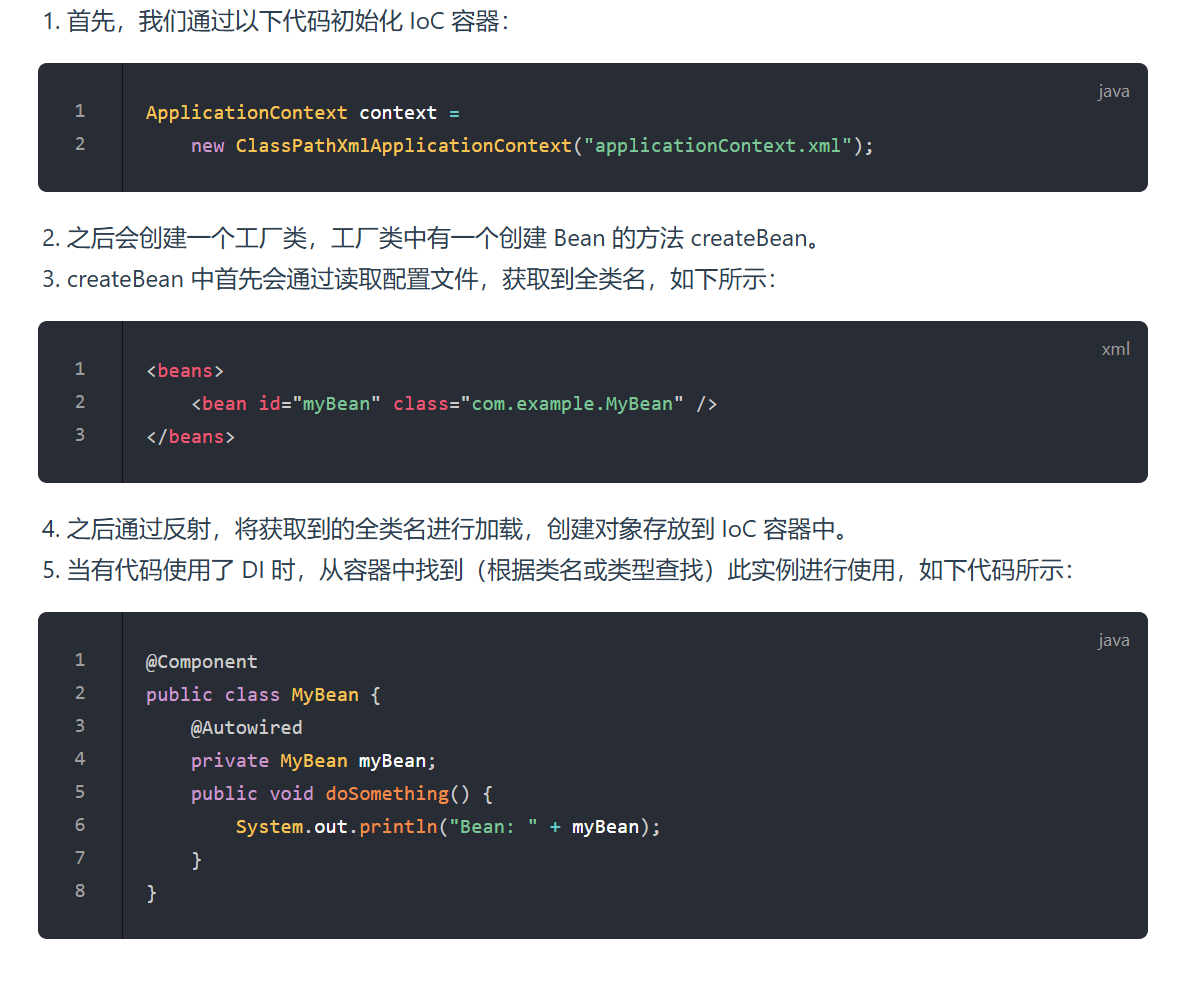 1. 首先，我们通过以下代码初始化 IoC 容器：
java
1 ApplicationContext context =
2     new ClassPathXmlApplicationContext("applicationContext.xml");
2. 之后会创建一个工厂类，工厂类中有一个创建 Bean 的方法 createBean。
3. createBean 中首先会通过读取配置文件，获取到全类名，如下所示：
xml
1 <beans>
2     <bean id="myBean" class="com.example.MyBean" />
3 </beans>
4. 之后通过反射，将获取到的全类名进行加载，创建对象存放到 IoC 容器中。
5. 当有代码使用了 DI 时，从容器中找到（根据类名或类型查找）此实例进行使用，如下代码所示：
java
1 @Component
2 public class MyBean {
3     @Autowired
4     private MyBean myBean;
5     public void doSomething() {
6         System.out.println("Bean: " + myBean);
7     }
8 }